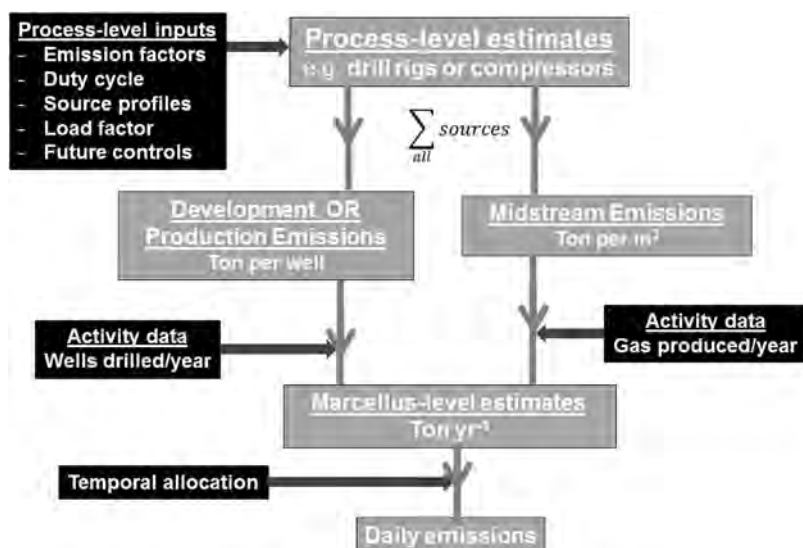 Process-level inputs
- Emission factors
- Duty cycle
- Source profiles
- Load factor
- Future controls
Process-level estimates
e.g. drill rigs or compressors
∑ sources
all
Development OR
Production Emissions
Ton per well
Midstream Emissions
Ton per m³
Activity data
Wells drilled/year
Activity data
Gas produced/year
Marcellus-level estimates
Ton yr⁻¹
Temporal allocation
Daily emissions